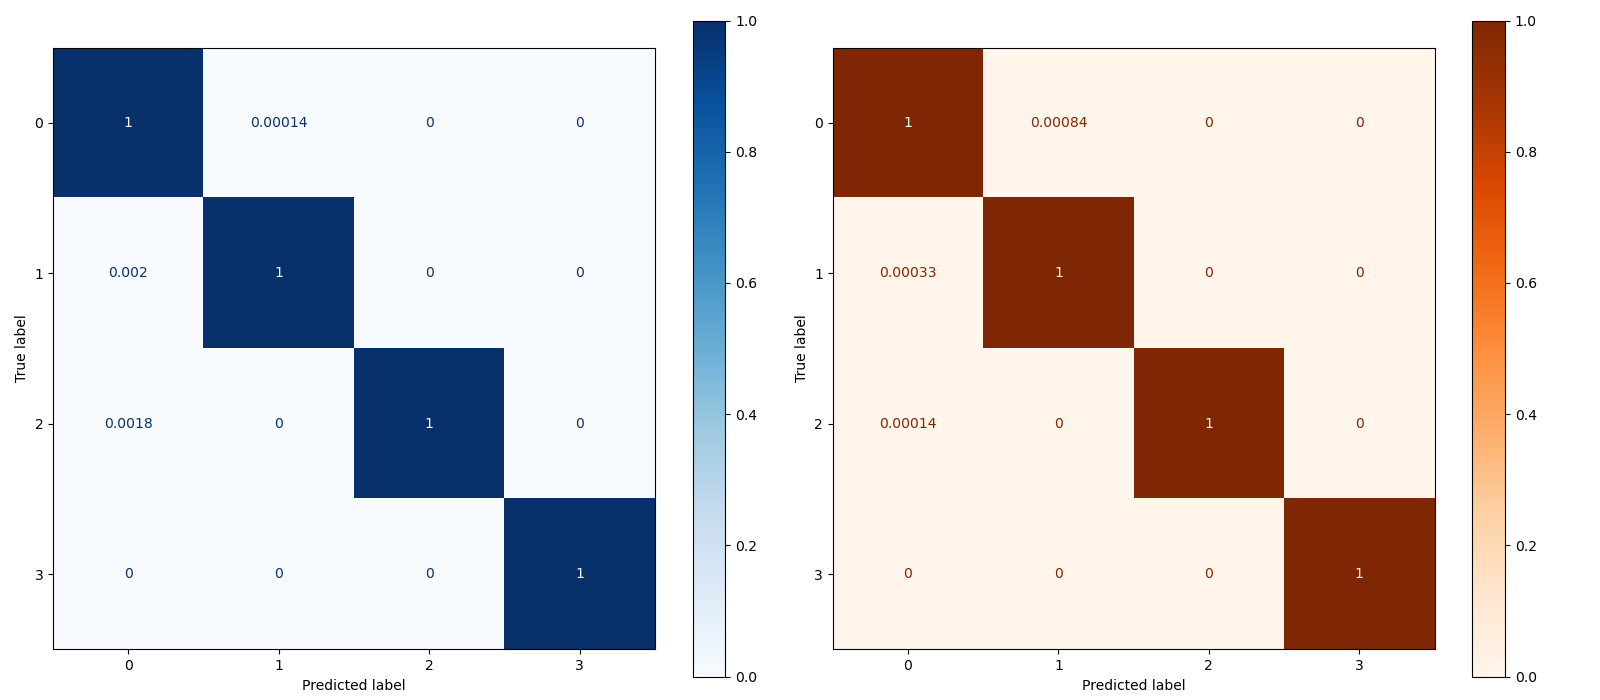 1.0
0 1 0.00014 0 0
0.8
1 0.002 1 0 0
0.6
True label
0.4
2 0.0018 0 1 0
0.2
3 0 0 0 1
0.0
0 1 2 3
Predicted label
1.0
0 1 0.00084 0 0
0.8
1 0.00033 1 0 0
0.6
True label
0.4
2 0.00014 0 1 0
0.2
3 0 0 0 1
0.0
0 1 2 3
Predicted label